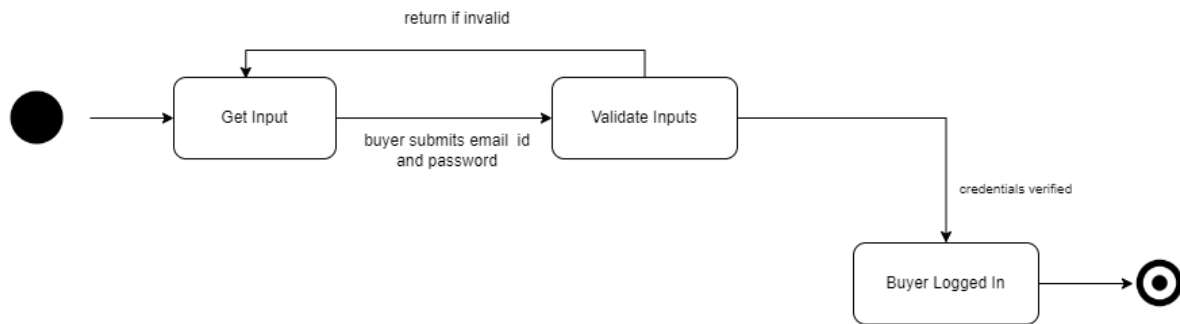 return if invalid
Get Input
Validate Inputs
buyer submits email id
and password
credentials verified
Buyer Logged In